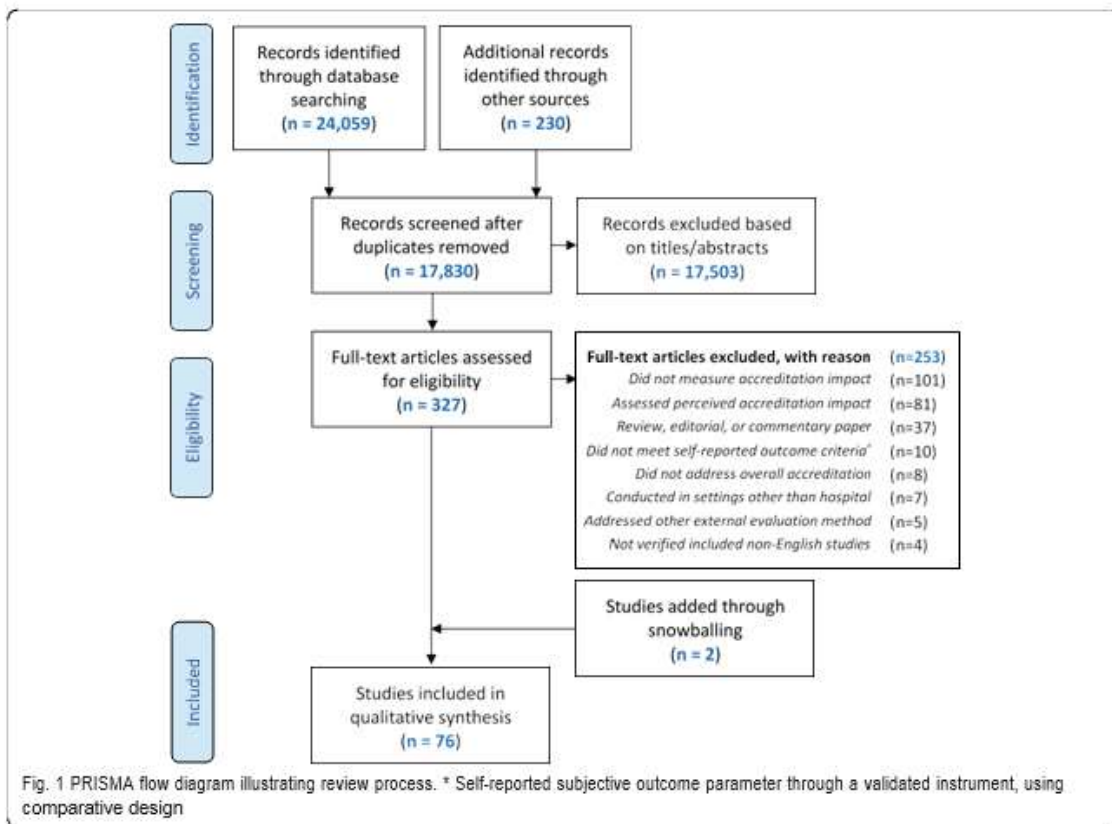 Identification
Records identified
through database
searching
(n = 24,059)
Additional records
identified through
other sources
(n = 230)
Screening
Records screened after
duplicates removed
(n = 17,830)
Records excluded based
on titles/abstracts
(n = 17,503)
Eligibility
Full-text articles assessed
for eligibility
(n = 327)
Full-text articles excluded, with reason (n=253)
Did not measure accreditation impact (n=101)
Assessed perceived accreditation impact (n=81)
Review, editorial, or commentary paper (n=37)
Did not meet self-reported outcome criteria* (n=10)
Did not address overall accreditation (n=8)
Conducted in settings other than hospital (n=7)
Addressed other external evaluation method (n=5)
Not verified included non-English studies (n=4)
Studies added through
snowballing
(n = 2)
Included
Studies included in
qualitative synthesis
(n = 76)
Fig. 1 PRISMA flow diagram illustrating review process. * Self-reported subjective outcome parameter through a validated instrument, using
comparative design